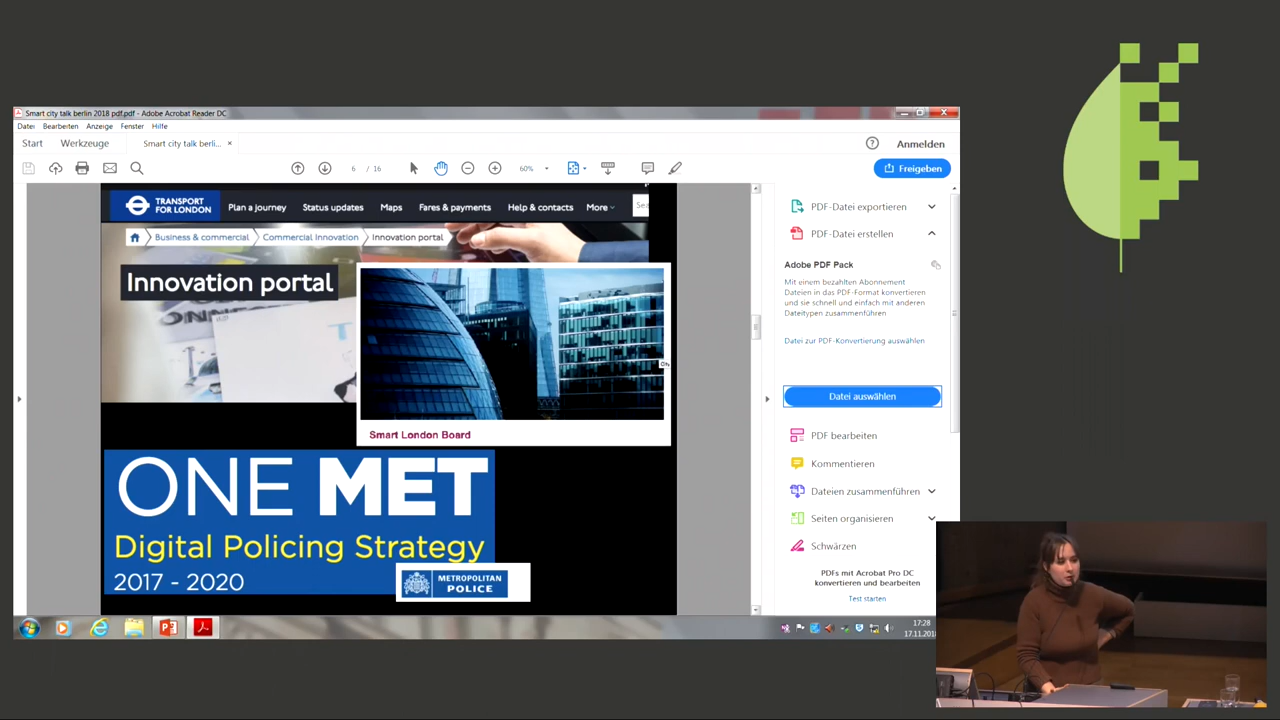 Smart city talk berlin 2018 pdf.pdf - Adobe Acrobat Reader DC
Datei Bearbeiten Anzeige Fenster Hilfe
Start Werkzeuge Smart city talk berli... ×
Anmelden
6 / 16
60%
Freigeben
TRANSPORT
FOR LONDON
Plan a journey Status updates Maps Fares & payments Help & contacts More
Sea
Business & commercial Commercial Innovation Innovation portal
Innovation portal
City
Smart London Board
ONE MET
Digital Policing Strategy
2017 - 2020
METROPOLITAN
POLICE
PDF-Datei exportieren
PDF-Datei erstellen
Adobe PDF Pack
Mit einem bezahlten Abonnement
Dateien in das PDF-Format konvertieren
und sie schnell und einfach mit anderen
Dateitypen zusammenführen
Datei zur PDF-Konvertierung auswählen
Datei auswählen
PDF bearbeiten
Kommentieren
Dateien zusammenführen
Seiten organisieren
Schwärzen
PDFs mit Acrobat Pro DC
konvertieren und bearbeiten
Test starten
17:28
17.11.201